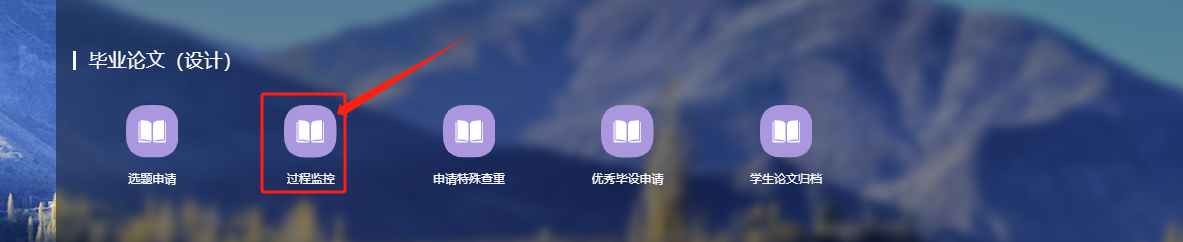 毕业论文（设计）
选题申请
过程监控
申请特殊查重
优秀毕设申请
学生论文归档